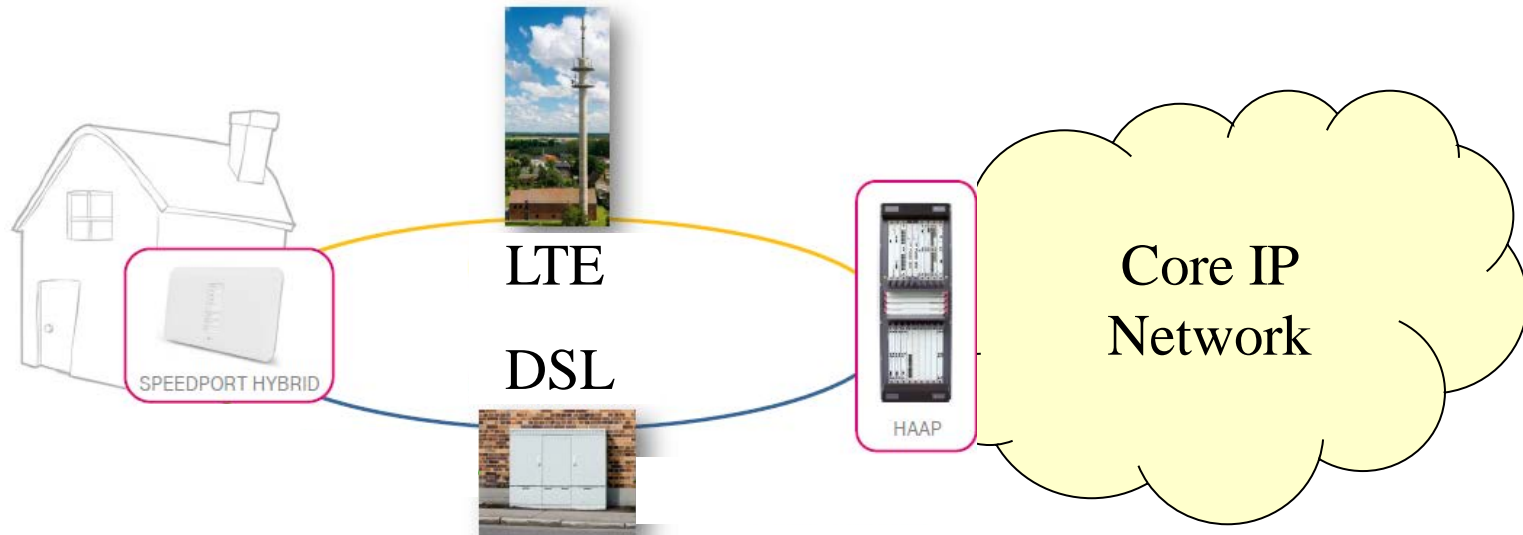 LTE
DSL
SPEEDPORT HYBRID
HAAP
Core IP
Network